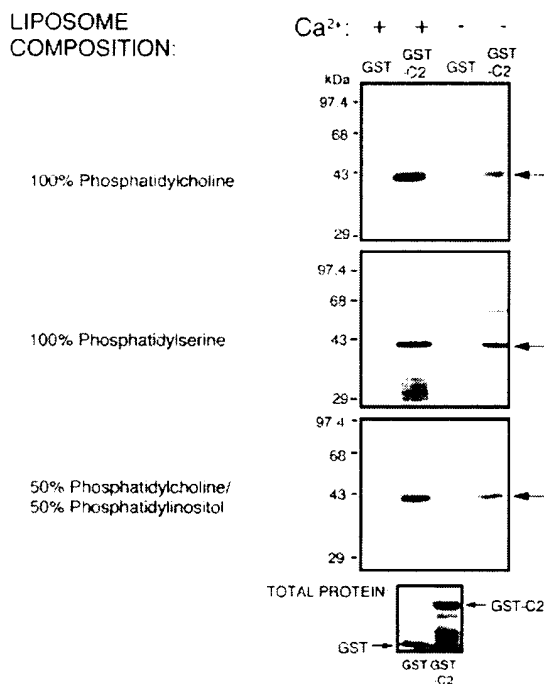 LIPOSOME
COMPOSITION:
Ca²⁺: + + - -
GST GST -C2 GST GST -C2
kDa
97.4 -
68 -
43 -
29 -
100% Phosphatidylcholine
97.4 -
68 -
43 -
29 -
100% Phosphatidylserine
97.4 -
68 -
43 -
29 -
50% Phosphatidylcholine/
50% Phosphatidylinositol
TOTAL PROTEIN
GST-C2
GST
GST GST
-C2